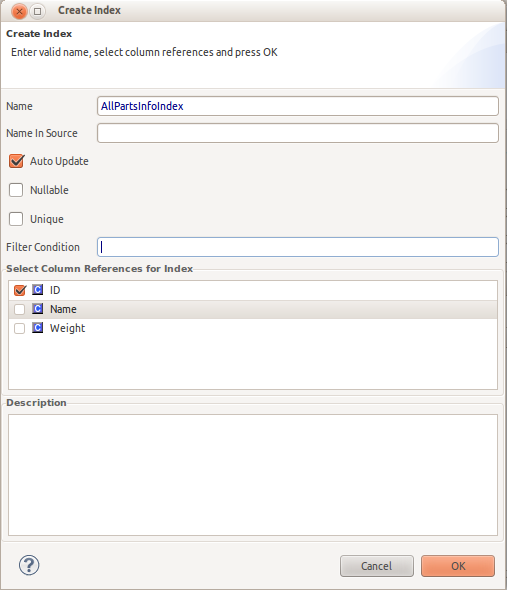 Create Index
Create Index
Enter valid name, select column references and press OK
Name AllPartsInfoIndex
Name In Source
Auto Update
Nullable
Unique
Filter Condition
Select Column References for Index
C ID
C Name
C Weight
Description
? Cancel OK